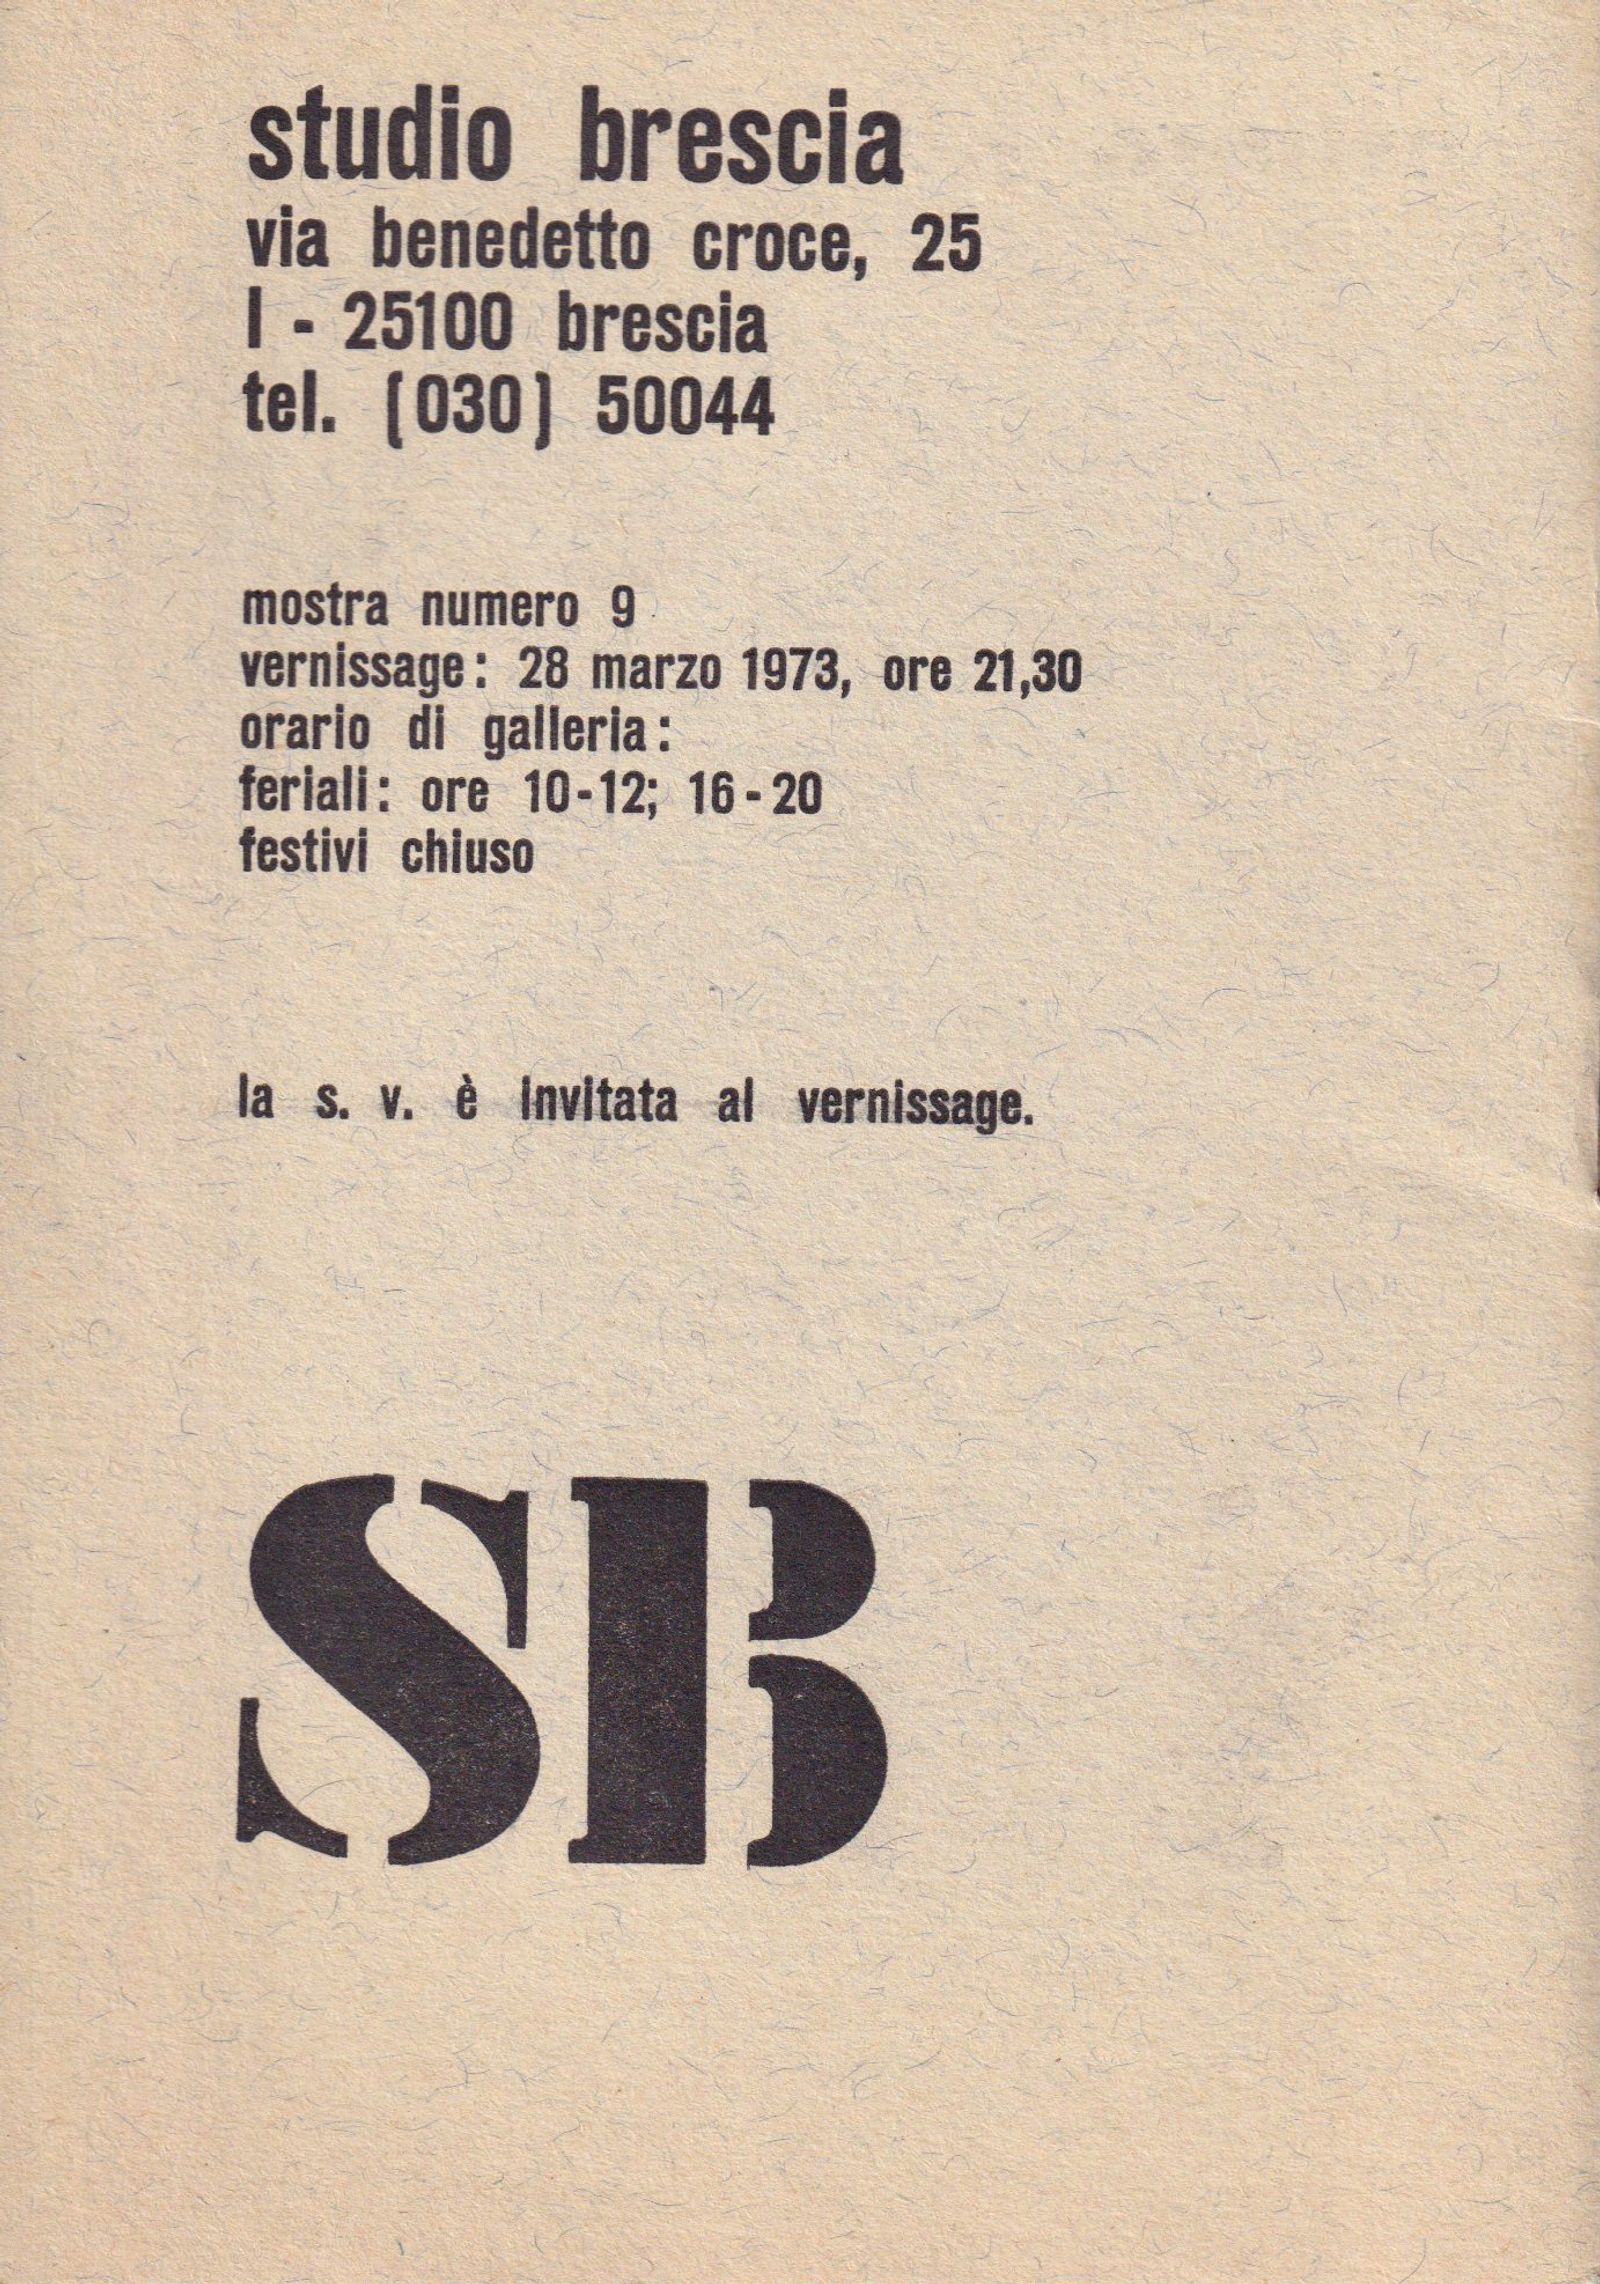 studio brescia
via benedetto croce, 25
I - 25100 brescia
tel. (030) 50044
mostra numero 9
vernissage: 28 marzo 1973, ore 21,30
orario di galleria:
feriali: ore 10-12; 16-20
festivi chiuso
la s. v. è invitata al vernissage.
SB